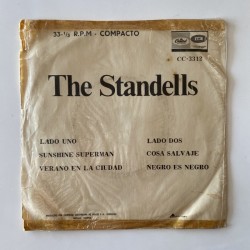 33-⅓ R.P.M - COMPACTO
CC-3312
The Standells
LADO UNO
SUNSHINE SUPERMAN
VERANO EN LA CIUDAD
LADO DOS
COSA SALVAJE
NEGRO ES NEGRO